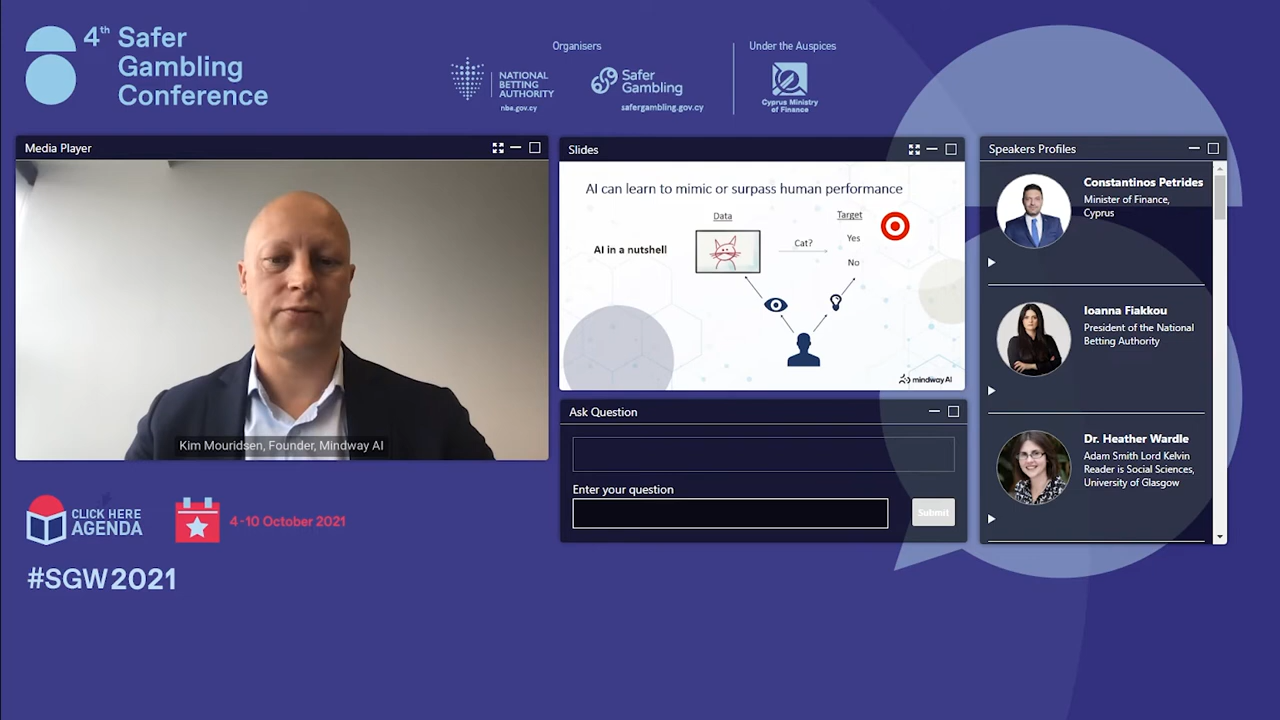 4th Safer
Gambling
Conference
Organisers
NATIONAL
BETTING
AUTHORITY
nba.gov.cy
Safer
Gambling
safergambling.gov.cy
Under the Auspices
Cyprus Ministry
of Finance
Media Player
Kim Mouridsen, Founder, Mindway AI
Slides
AI can learn to mimic or surpass human performance
Data
Target
AI in a nutshell
Cat?
Yes
No
mindway AI
Ask Question
Enter your question
Submit
Speakers Profiles
Constantinos Petrides
Minister of Finance,
Cyprus
Ioanna Fiakkou
President of the National
Betting Authority
Dr. Heather Wardle
Adam Smith Lord Kelvin
Reader is Social Sciences,
University of Glasgow
CLICK HERE
AGENDA
4-10 October 2021
#SGW2021